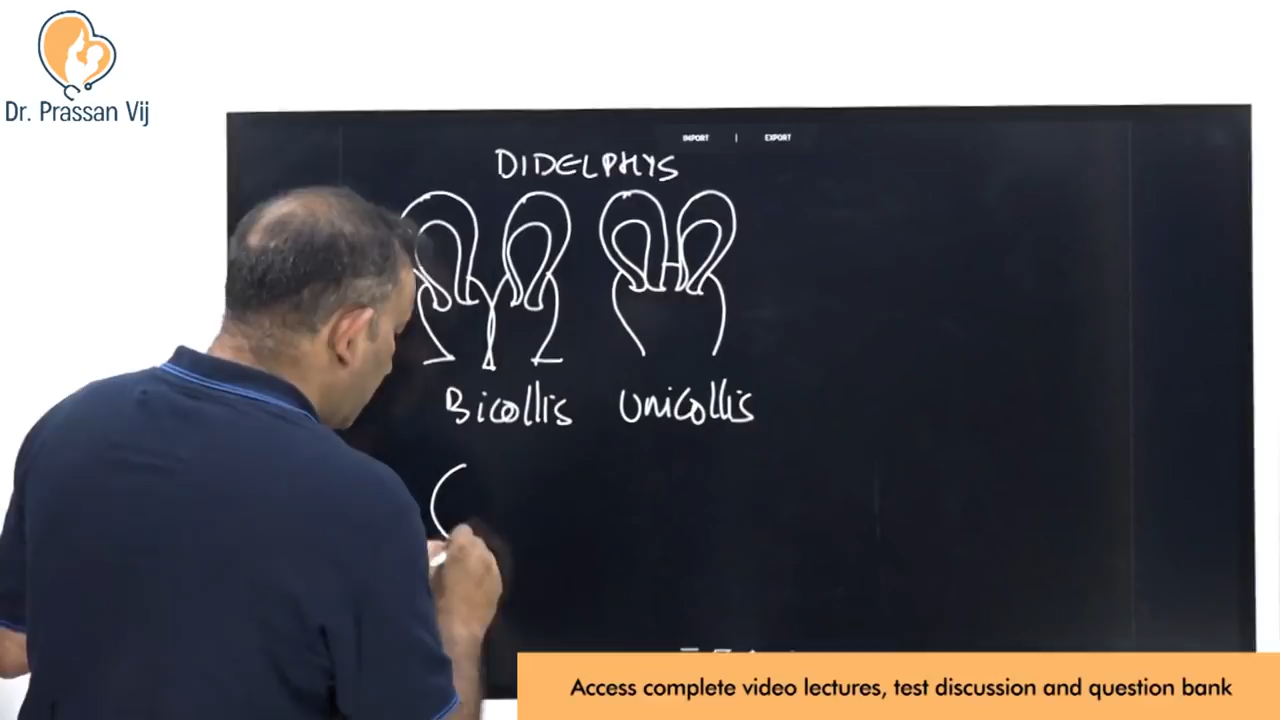 Dr. Prassan Vij
IMPORT | EXPORT
DIDELPHYS
Bicollis Unicollis
Access complete video lectures, test discussion and question bank